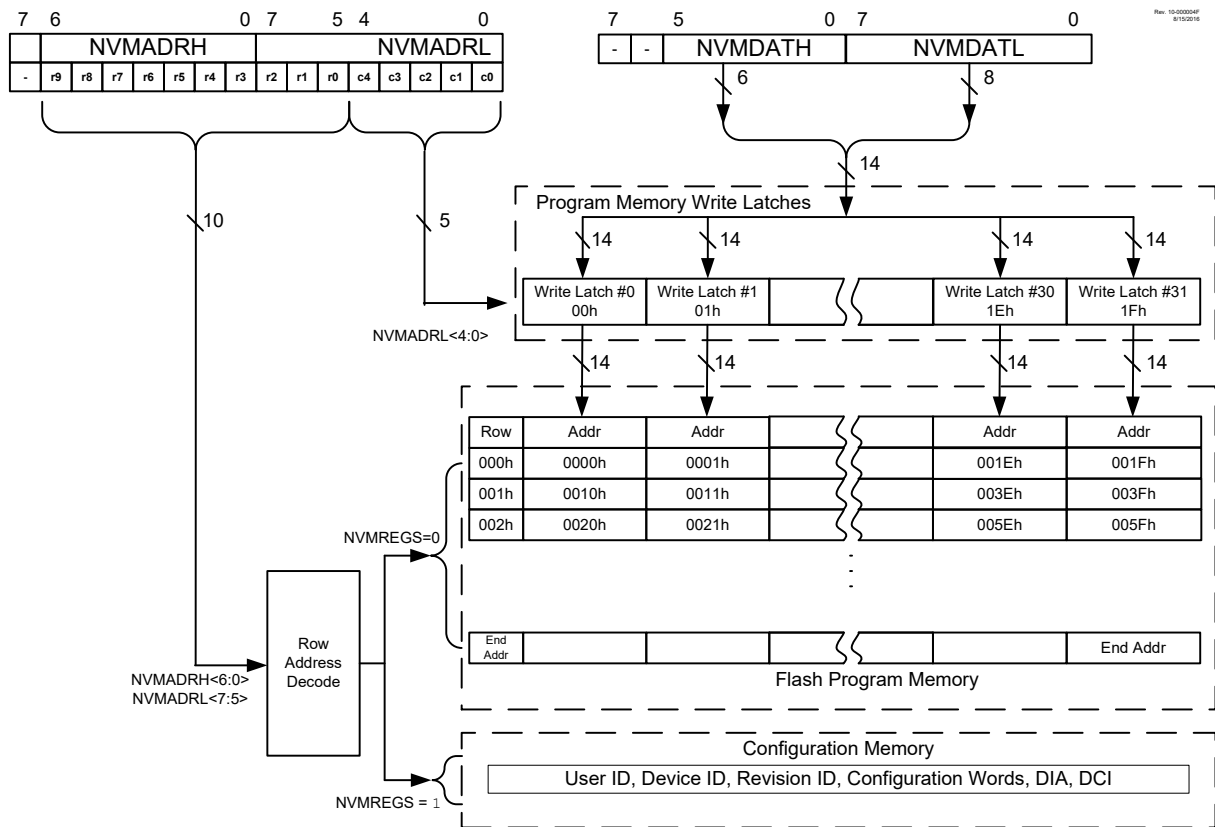 Rev. 10-000004F
8/15/2016
7 6 0 7 5 4 0
NVMADRH NVMADRL
- r9 r8 r7 r6 r5 r4 r3 r2 r1 r0 c4 c3 c2 c1 c0
7 5 0 7 0
- - NVMDATH NVMDATL
6 8
14
10 5
Program Memory Write Latches
14 14 14 14
Write Latch #0 Write Latch #1 Write Latch #30 Write Latch #31
00h 01h 1Eh 1Fh
NVMADRL<4:0>
14 14 14 14
Row Addr Addr Addr Addr
000h 0000h 0001h 001Eh 001Fh
001h 0010h 0011h 003Eh 003Fh
002h 0020h 0021h 005Eh 005Fh
NVMREGS=0
End
Addr
End Addr
Flash Program Memory
Row
Address
Decode
NVMADRH<6:0>
NVMADRL<7:5>
Configuration Memory
User ID, Device ID, Revision ID, Configuration Words, DIA, DCI
NVMREGS = 1